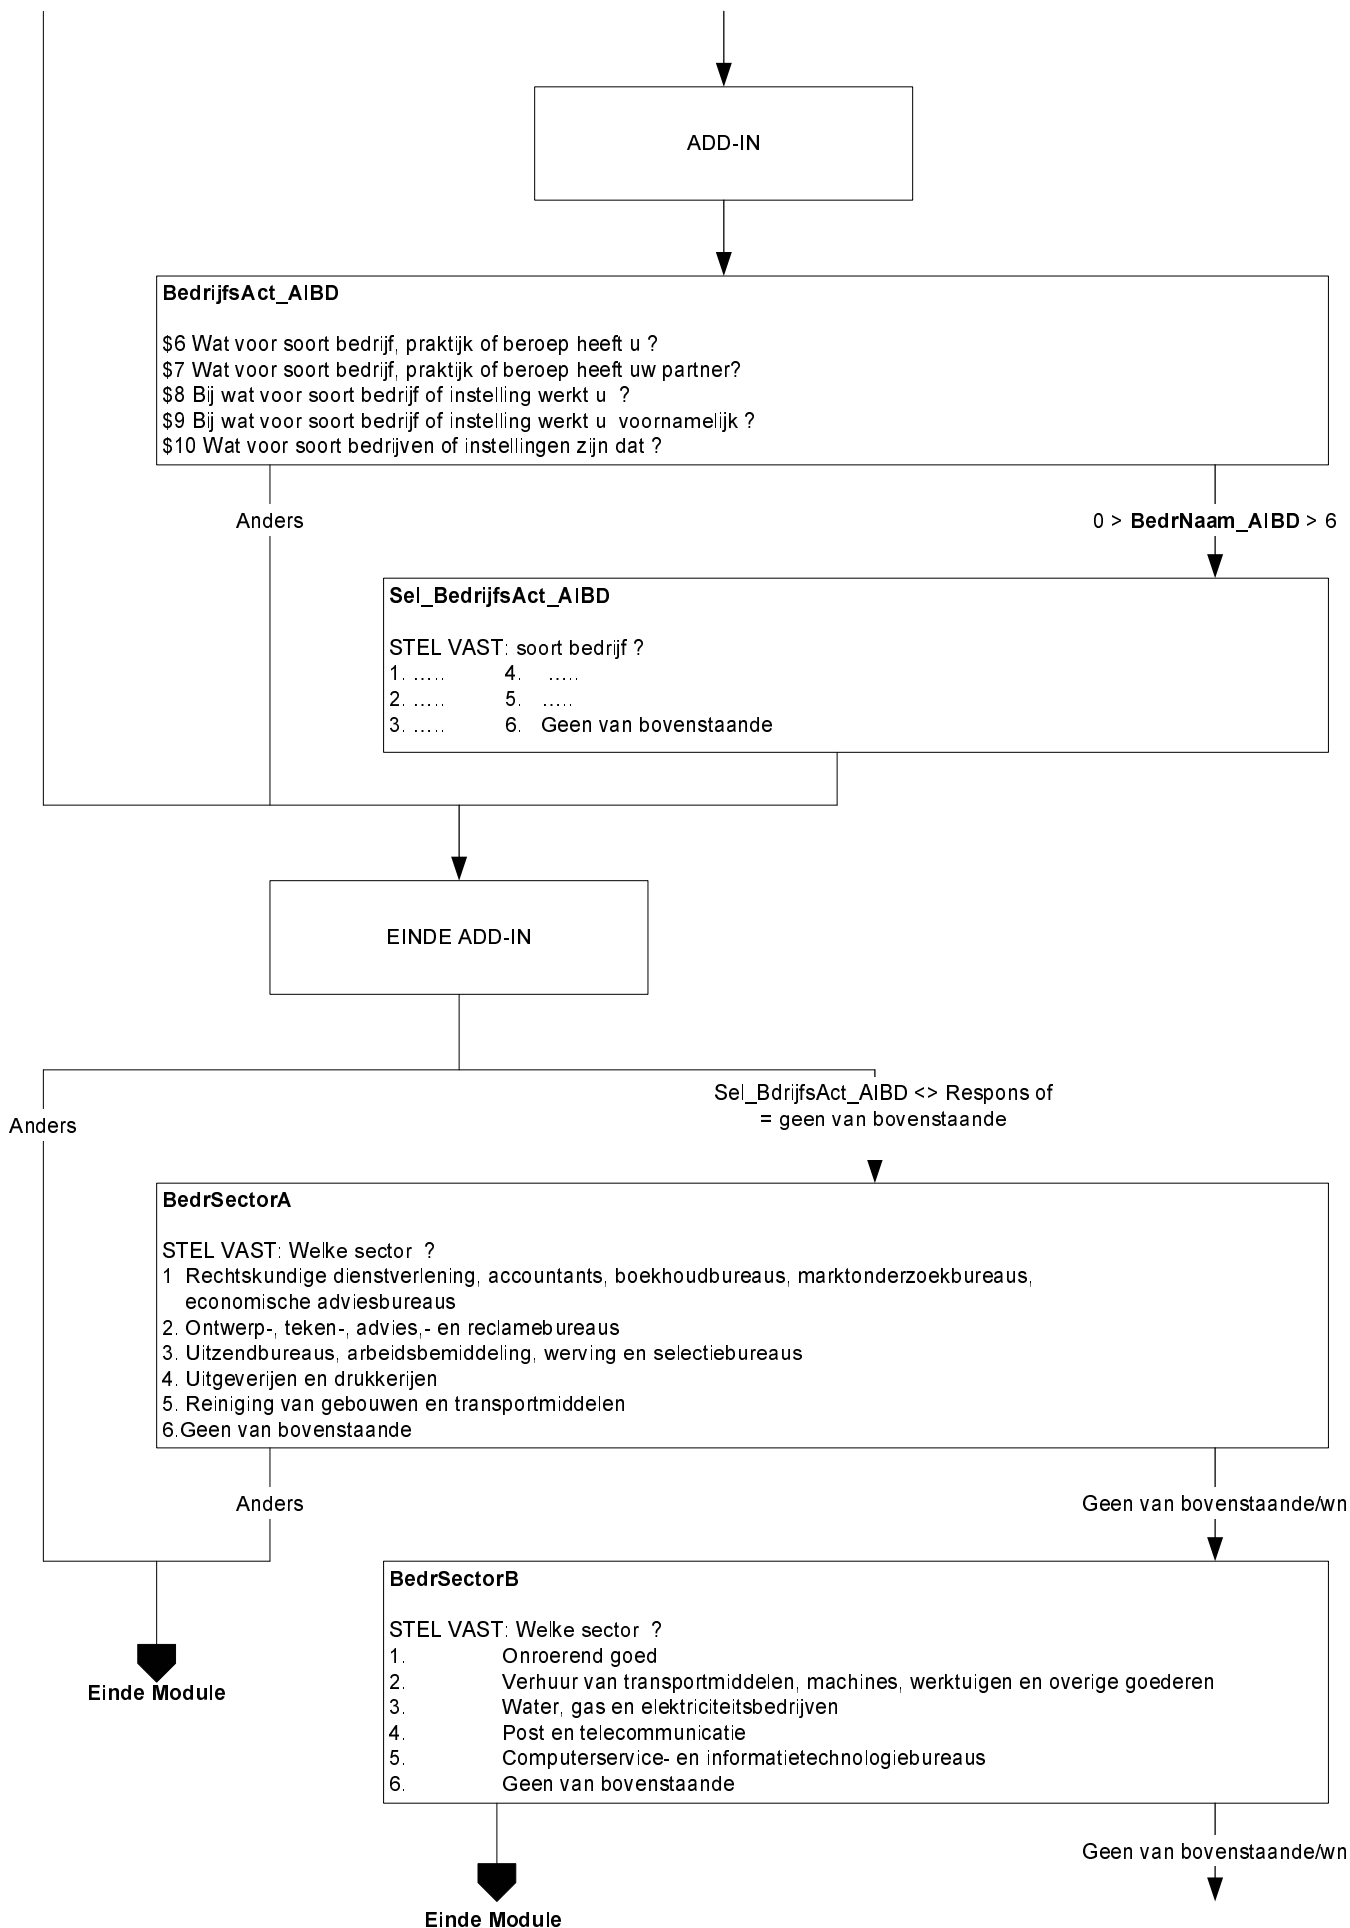 ADD-IN
BedrijfsAct_AIBD
$6 Wat voor soort bedrijf, praktijk of beroep heeft u ?
$7 Wat voor soort bedrijf, praktijk of beroep heeft uw partner?
$8 Bij wat voor soort bedrijf of instelling werkt u  ?
$9 Bij wat voor soort bedrijf of instelling werkt u  voornamelijk ?
$10 Wat voor soort bedrijven of instellingen zijn dat ?
Anders
0 > BedrNaam_AIBD > 6
Sel_BedrijfsAct_AIBD
STEL VAST: soort bedrijf ?
1. ..... 4. .....
2. ..... 5. .....
3. ..... 6. Geen van bovenstaande
EINDE ADD-IN
Sel_BdrijfsAct_AIBD <> Respons of
= geen van bovenstaande
Anders
BedrSectorA
STEL VAST: Welke sector  ?
1  Rechtskundige dienstverlening, accountants, boekhoudbureaus, marktonderzoekbureaus,
economische adviesbureaus
2. Ontwerp-, teken-, advies,- en reclamebureaus
3. Uitzendbureaus, arbeidsbemiddeling, werving en selectiebureaus
4. Uitgeverijen en drukkerijen
5. Reiniging van gebouwen en transportmiddelen
6.Geen van bovenstaande
Anders
Geen van bovenstaande/wn
BedrSectorB
STEL VAST: Welke sector  ?
1. Onroerend goed
2. Verhuur van transportmiddelen, machines, werktuigen en overige goederen
3. Water, gas en elektriciteitsbedrijven
4. Post en telecommunicatie
5. Computerservice- en informatietechnologiebureaus
6. Geen van bovenstaande
Einde Module
Geen van bovenstaande/wn
Einde Module